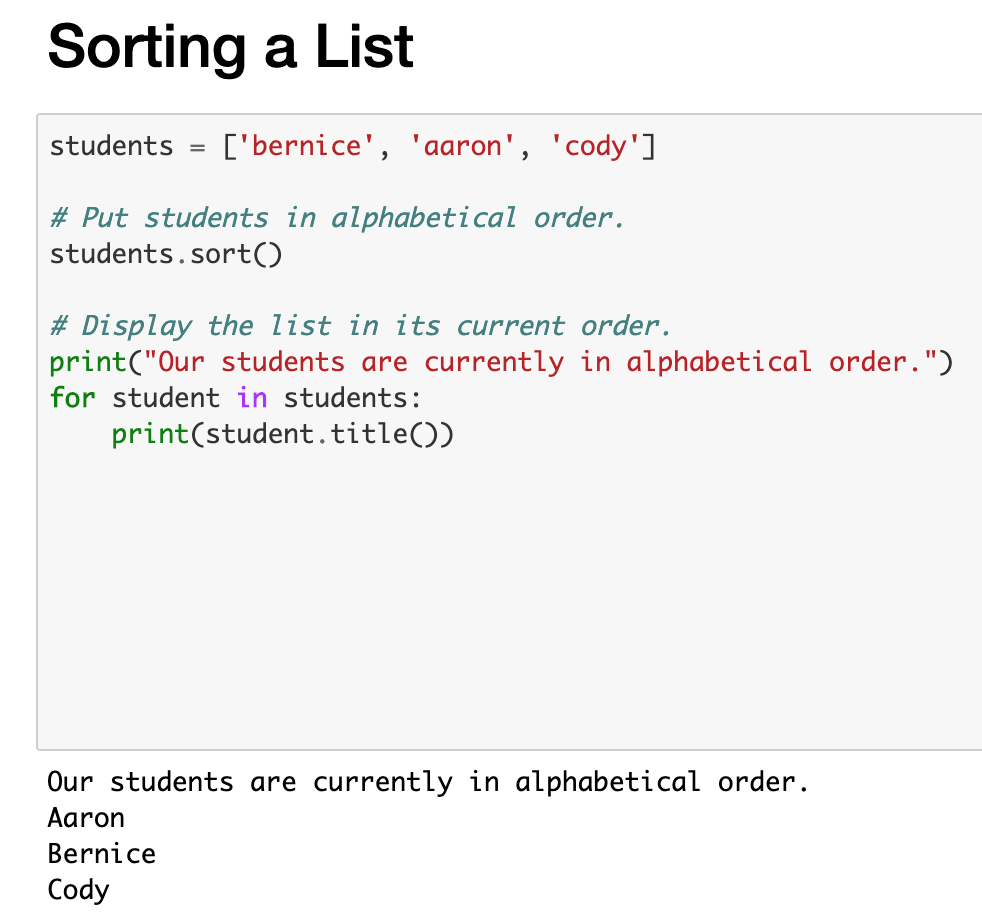 Sorting a List
students = ['bernice', 'aaron', 'cody']
# Put students in alphabetical order.
students.sort()
# Display the list in its current order.
print("Our students are currently in alphabetical order.")
for student in students:
    print(student.title())
Our students are currently in alphabetical order.
Aaron
Bernice
Cody